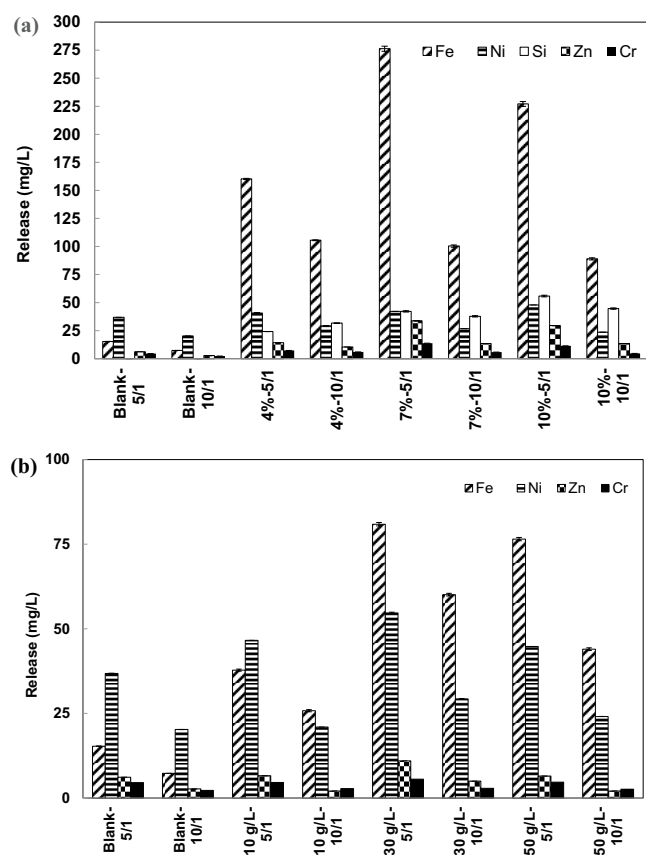 (a)
300
275
250
225
200
175
150
125
100
75
50
25
0
Release (mg/L)
Fe Ni Si Zn Cr
Blank-
5/1
Blank-
10/1
4%-5/1
4%-10/1
7%-5/1
7%-10/1
10%-5/1
10%-
10/1
(b)
100
75
50
25
0
Release (mg/L)
Fe Ni Zn Cr
Blank-
5/1
Blank-
10/1
10 g/L-
5/1
10 g/L-
10/1
30 g/L-
5/1
30 g/L-
10/1
50 g/L-
5/1
50 g/L-
10/1